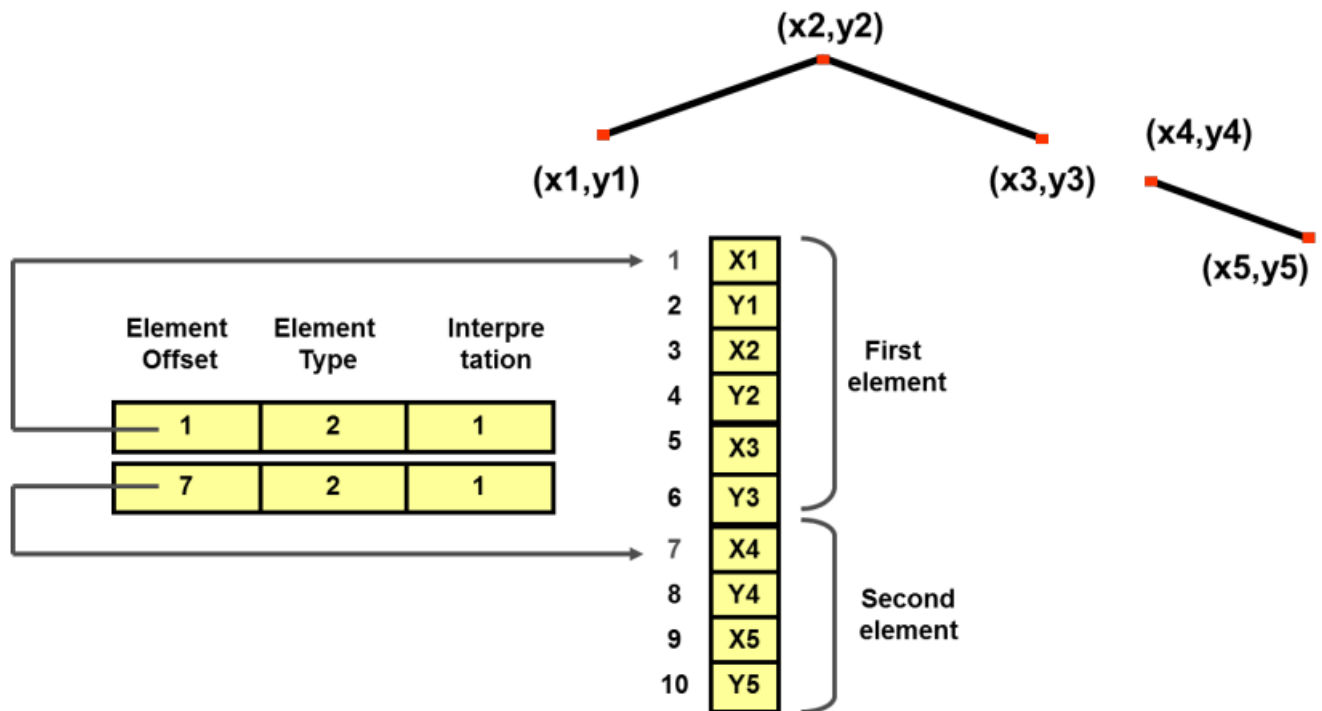 (x2,y2)
(x4,y4)
(x1,y1)
(x3,y3)
(x5,y5)
Element Offset
Element Type
Interpre tation
1 2 1
7 2 1
1 X1
2 Y1
3 X2
4 Y2
5 X3
6 Y3
7 X4
8 Y4
9 X5
10 Y5
First
element
Second
element